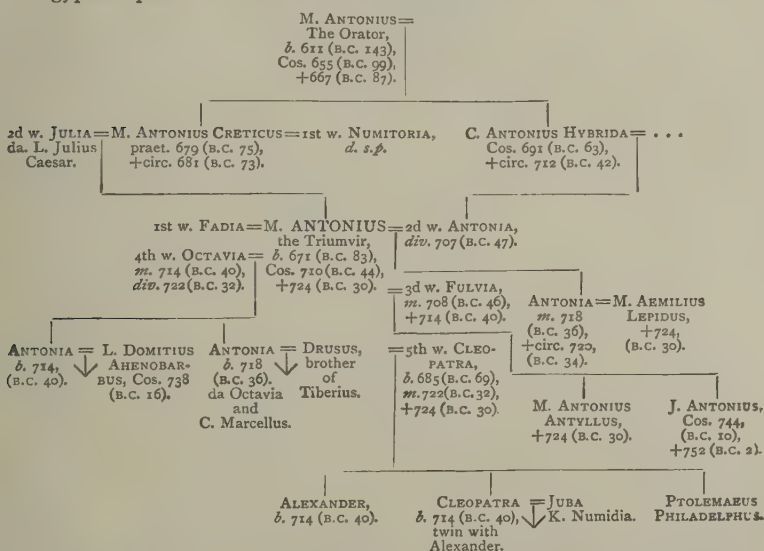 M. ANTONIUS=
The Orator,
b. 611 (B.C. 143),
Cos. 655 (B.C. 99),
+667 (B.C. 87).
2d w. JULIA=M. ANTONIUS CRETICUS=1st w. NUMITORIA,
da. L. Julius
Caesar.
praet. 679 (B.C. 75),
+circ. 681 (B.C. 73).
d. s.p.
C. ANTONIUS HYBRIDA= . . .
Cos. 691 (B.C. 63),
+circ. 712 (B.C. 42).
1st w. FADIA=M. ANTONIUS=2d w. ANTONIA,
the Triumvir,
b. 671 (B.C. 83),
Cos. 710 (B.C. 44),
+724 (B.C. 30).
div. 707 (B.C. 47).
4th w. OCTAVIA=
m. 714 (B.C. 40),
div. 722 (B.C. 32).
=3d w. FULVIA,
m. 708 (B.C. 46),
+714 (B.C. 40).
ANTONIA=M. AEMILIUS
m. 718
(B.C. 36),
+circ. 720,
(B.C. 34).
LEPIDUS,
+724,
(B.C. 30).
ANTONIA =
b. 714,
(B.C. 40).
L. DOMITIUS
AHENOBAR-
BUS, Cos. 738
(B.C. 16).
ANTONIA =
b. 718
(B.C. 36).
da Octavia
and
C. Marcellus.
DRUSUS,
brother
of
Tiberius.
=5th w. CLEO-
PATRA,
b. 685 (B.C. 69),
m. 722 (B.C. 32),
+724 (B.C. 30).
M. ANTONIUS
ANTYLLUS,
+724 (B.C. 30).
J. ANTONIUS,
Cos. 744,
(B.C. 10),
+752 (B.C. 2).
ALEXANDER,
b. 714 (B.C. 40).
CLEOPATRA =
b. 714 (B.C. 40),
twin with
Alexander.
JUBA
K. Numidia.
PTOLEMAEUS
PHILADELPHUS.